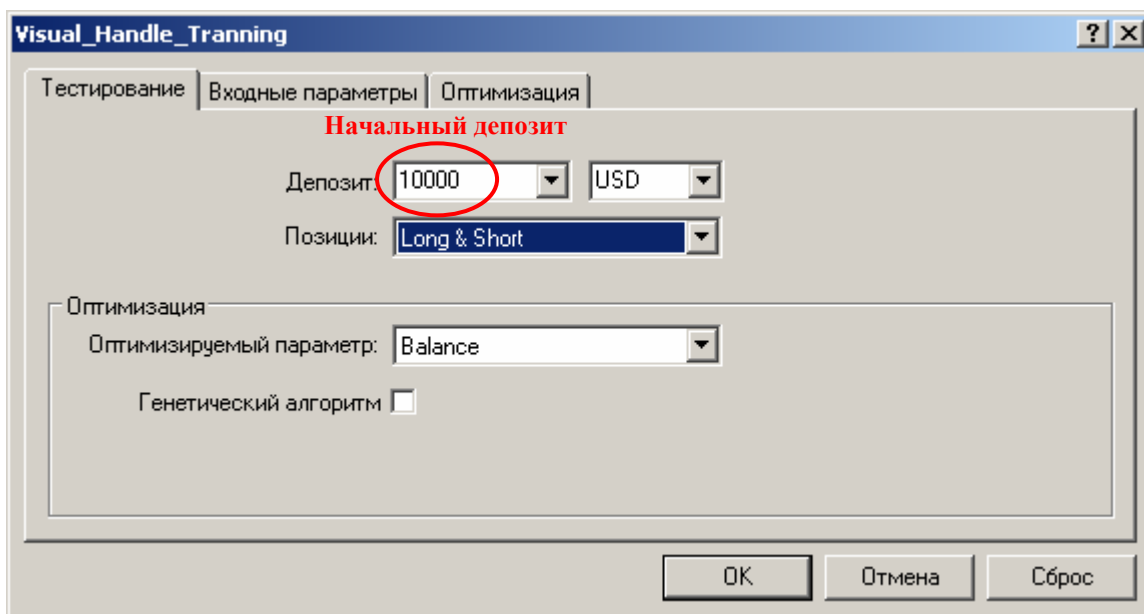 Visual_Handle_Tranning
Тестирование Входные параметры Оптимизация
Начальный депозит
Депозит: 10000 USD
Позиции: Long & Short
Оптимизация
Оптимизируемый параметр: Balance
Генетический алгоритм
OK Отмена Сброс